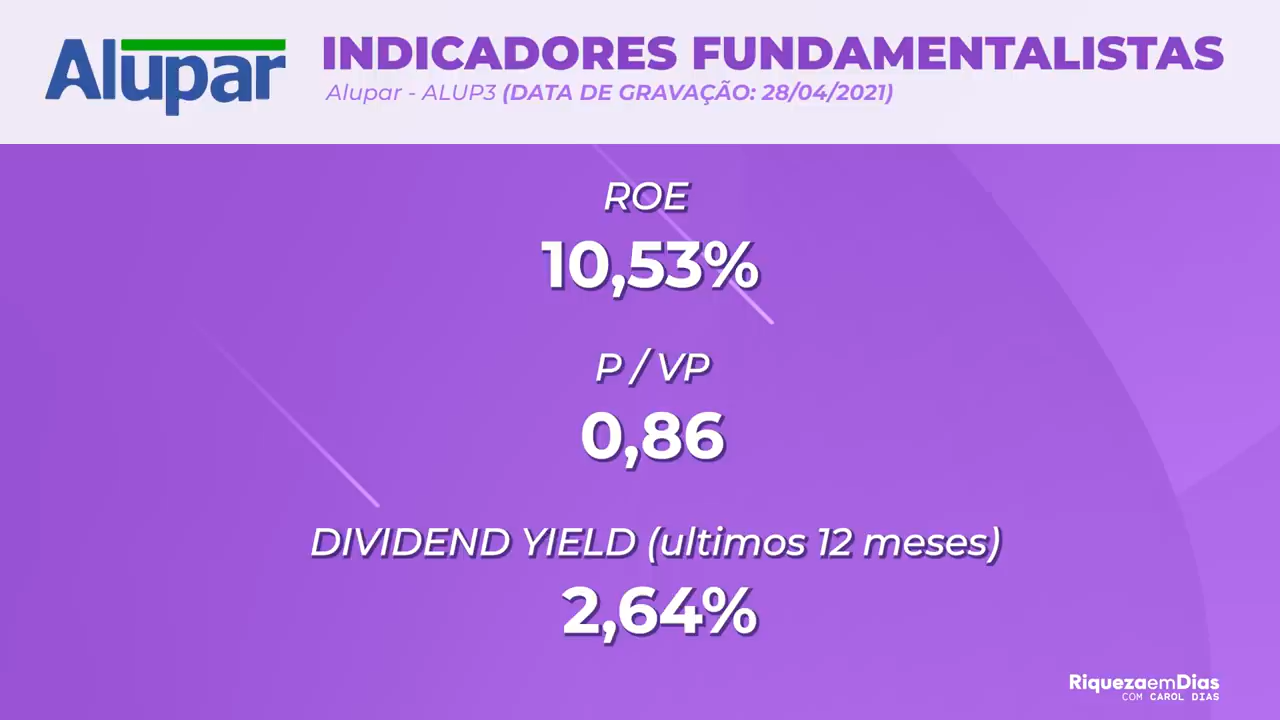 Alupar
INDICADORES FUNDAMENTALISTAS
Alupar - ALUP3 (DATA DE GRAVAÇÃO: 28/04/2021)
ROE
10,53%
P / VP
0,86
DIVIDEND YIELD (ultimos 12 meses)
2,64%
RiquezaemDias
COM CAROL DIAS